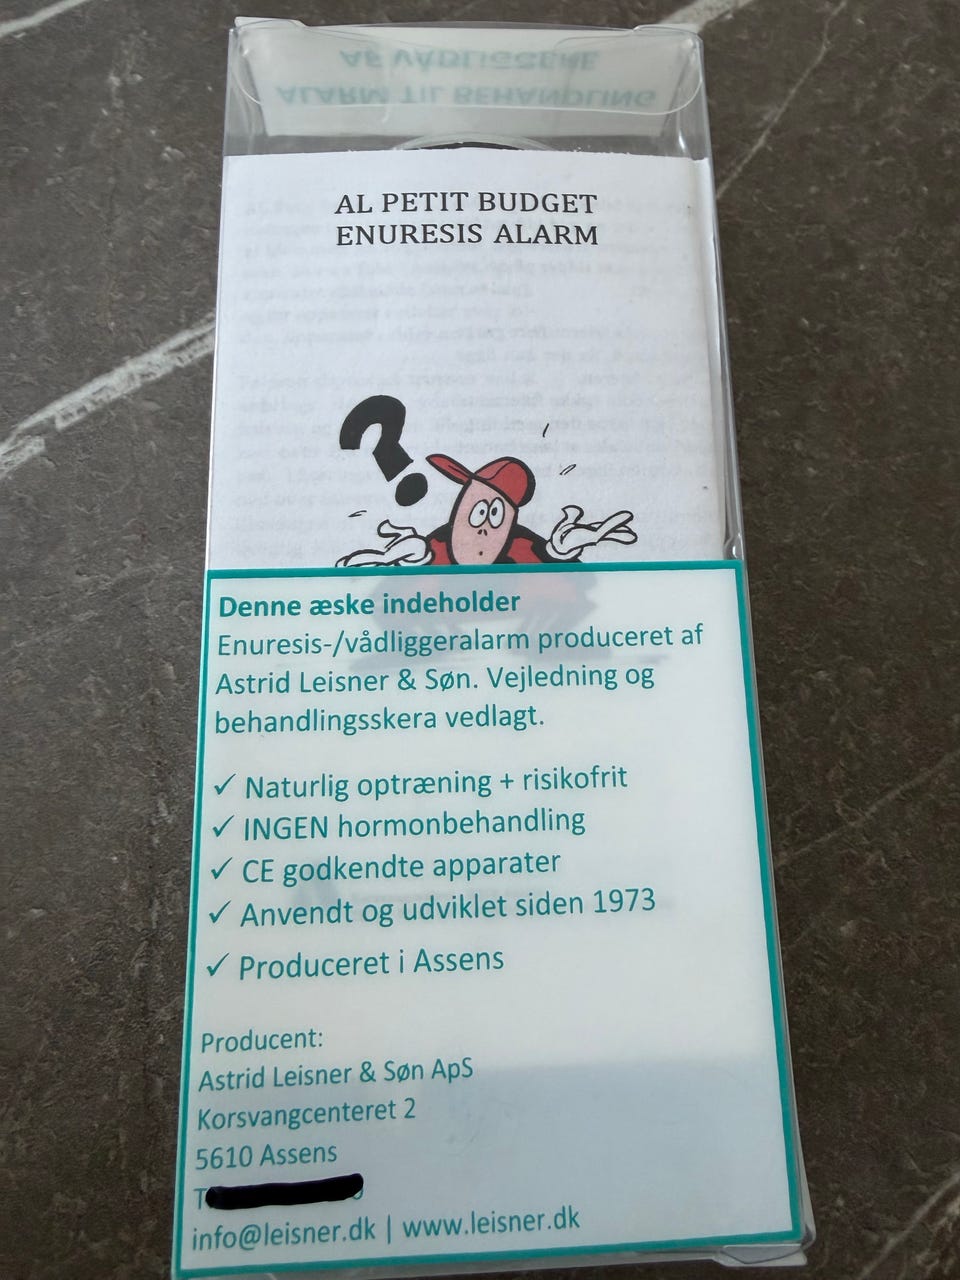 ALARM TIL BEHANDLING
AF VÅDLIGGERE
AL PETIT BUDGET
ENURESIS ALARM
?
Denne æske indeholder
Enuresis-/vådliggeralarm produceret af
Astrid Leisner & Søn. Vejledning og
behandlingsskera vedlagt.
✓ Naturlig optræning + risikofrit
✓ INGEN hormonbehandling
✓ CE godkendte apparater
✓ Anvendt og udviklet siden 1973
✓ Produceret i Assens
Producent:
Astrid Leisner & Søn ApS
Korsvangcenteret 2
5610 Assens
info@leisner.dk | www.leisner.dk